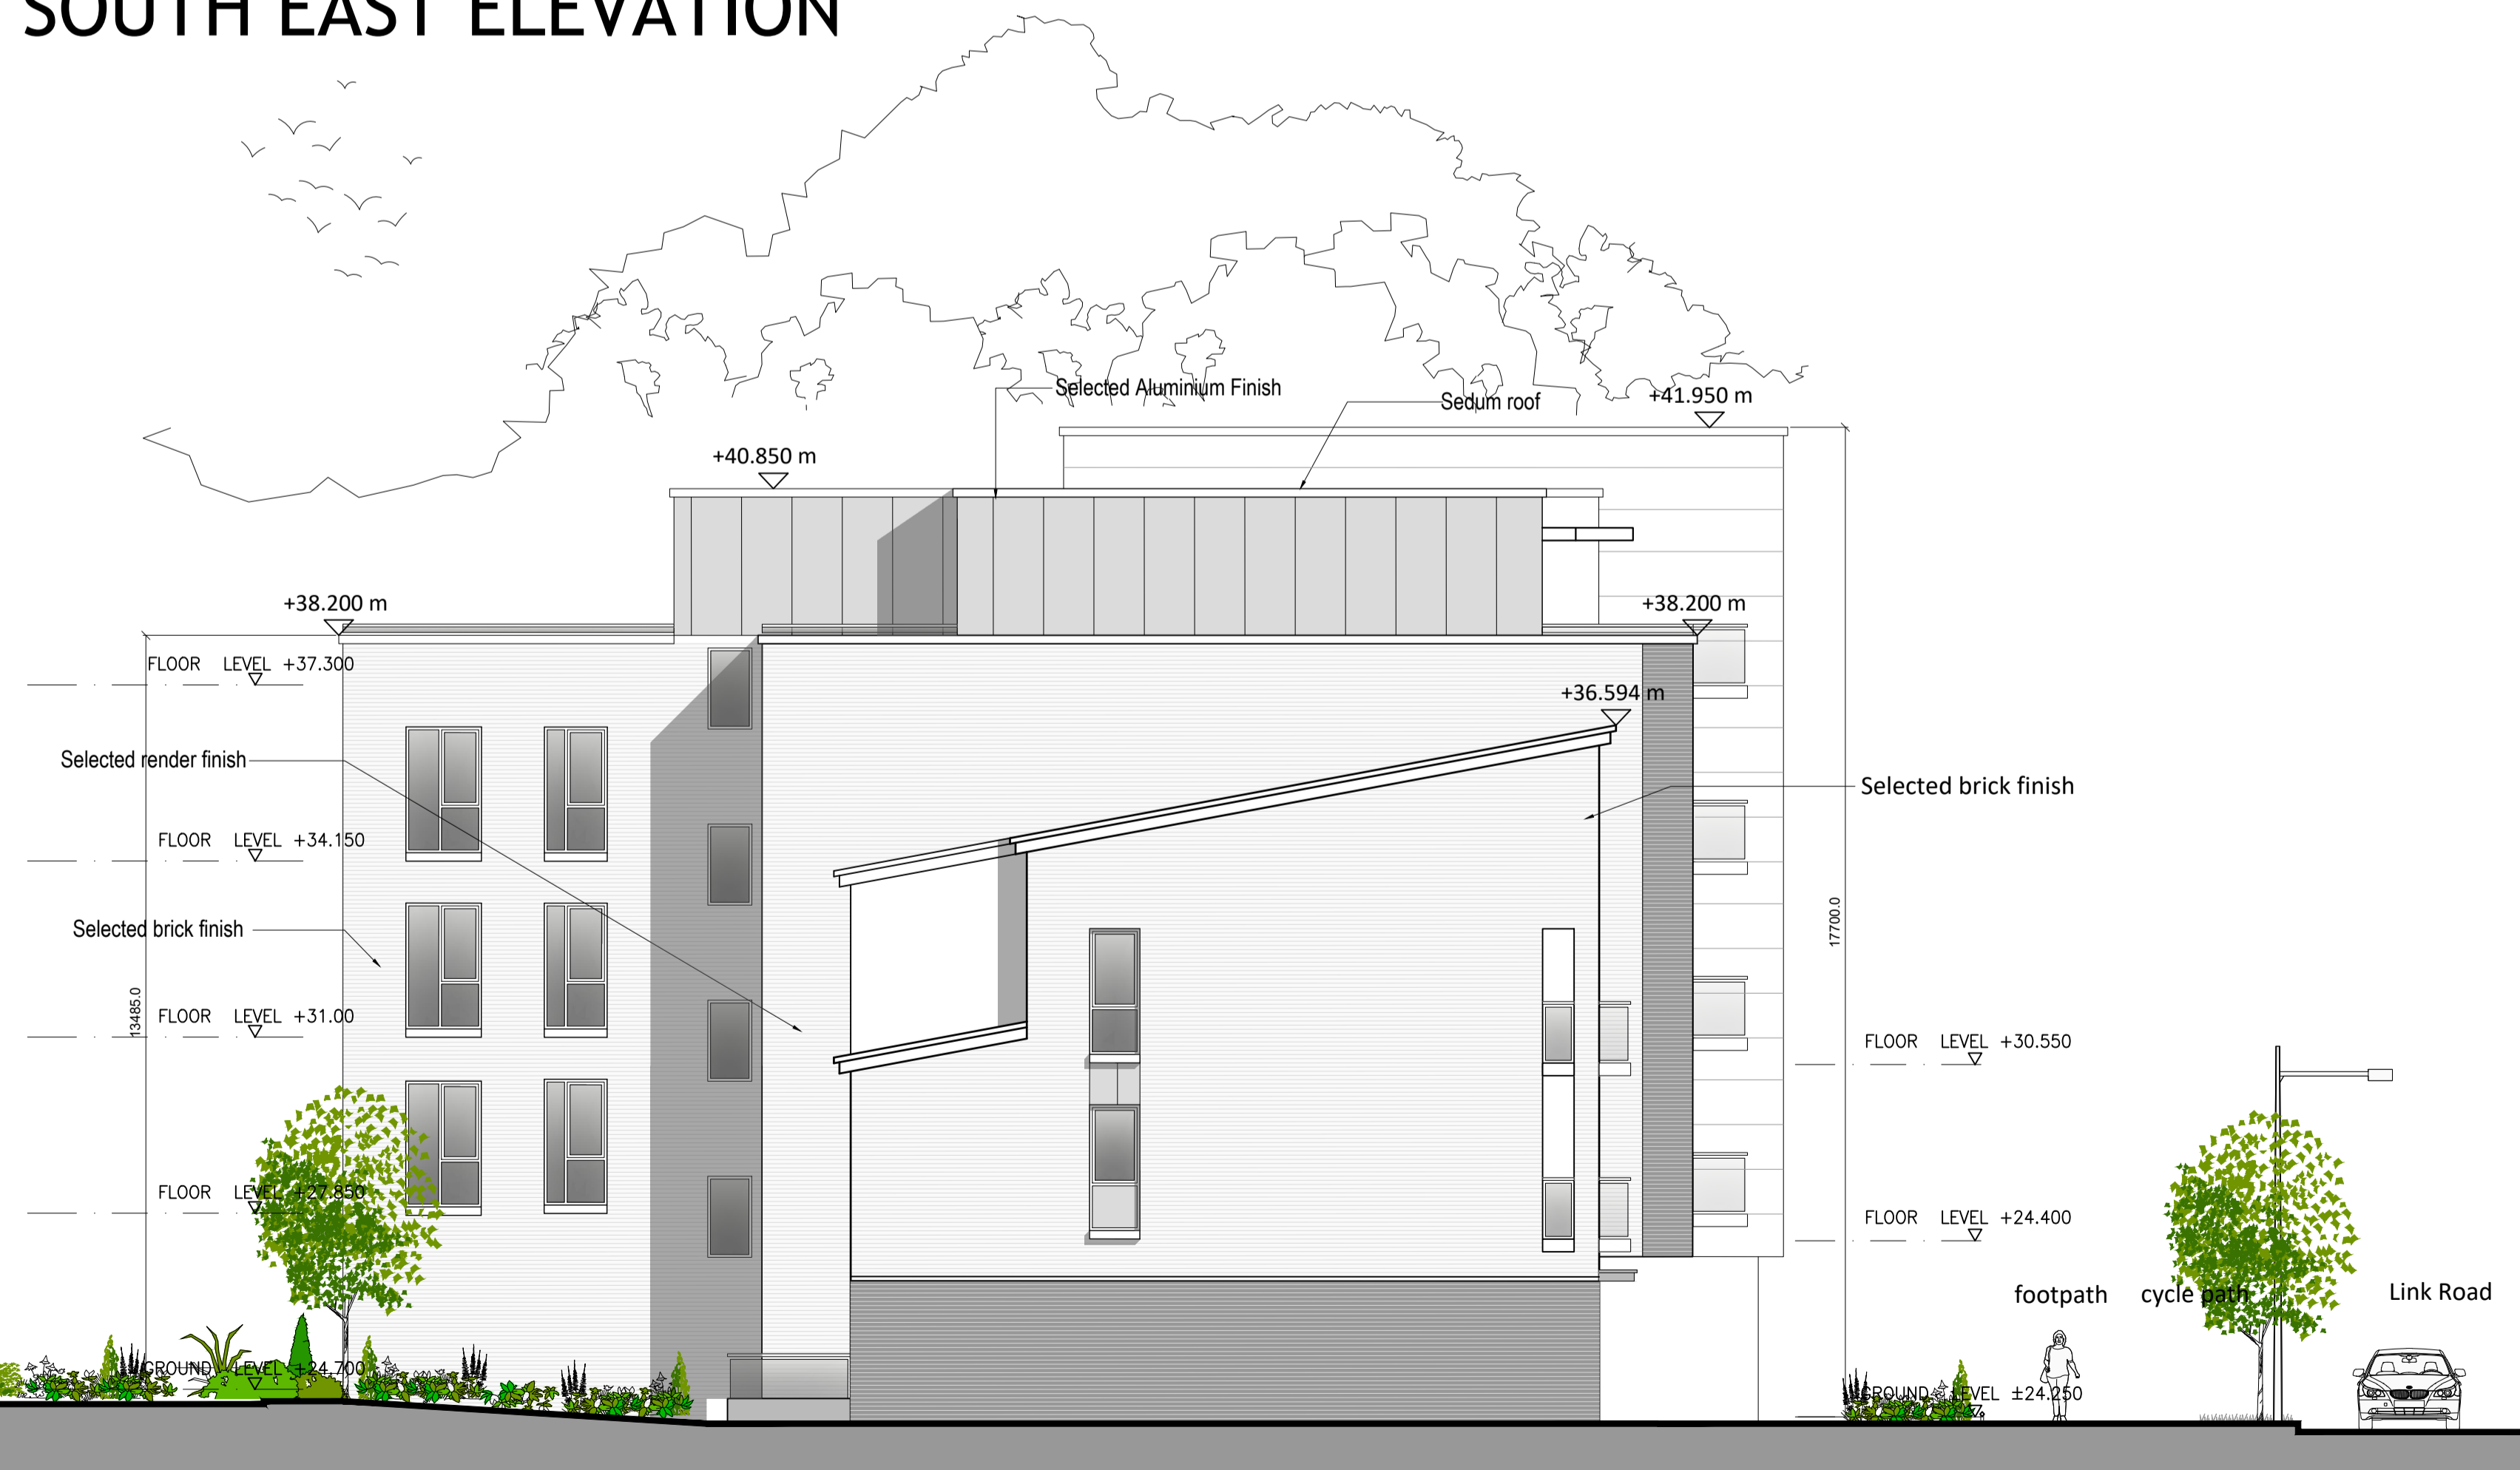 SOUTH EAST ELEVATION
Selected Aluminium Finish
Sedum roof
+41.950 m
+40.850 m
+38.200 m
+38.200 m
FLOOR LEVEL +37.300
+36.594 m
Selected render finish
Selected brick finish
FLOOR LEVEL +34.150
Selected brick finish
17700.0
13485.0
FLOOR LEVEL +31.00
FLOOR LEVEL +30.550
FLOOR LEVEL +27.850
FLOOR LEVEL +24.400
footpath
cycle path
Link Road
GROUND LEVEL +24.700
GROUND LEVEL ±24.250